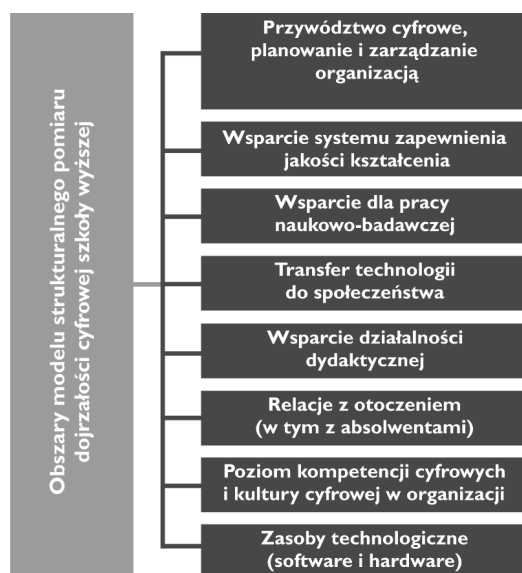 Obszary modelu strukturalnego pomiaru
dojrzałości cyfrowej szkoły wyższej
Przywództwo cyfrowe,
planowanie i zarządzanie
organizacją
Wsparcie systemu zapewnienia
jakości kształcenia
Wsparcie dla pracy
naukowo-badawczej
Transfer technologii
do społeczeństwa
Wsparcie działalności
dydaktycznej
Relacje z otoczeniem
(w tym z absolwentami)
Poziom kompetencji cyfrowych
i kultury cyfrowej w organizacji
Zasoby technologiczne
(software i hardware)